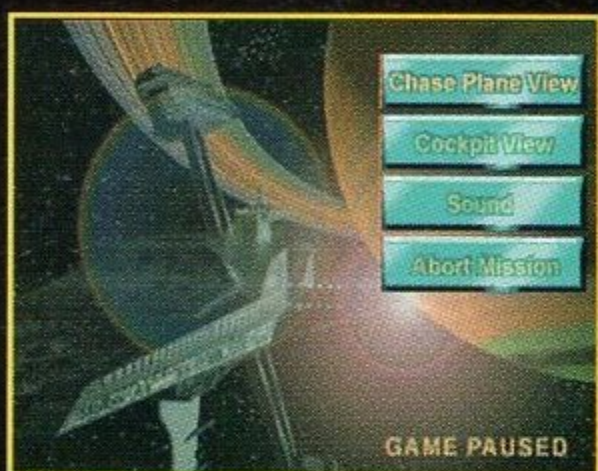 Chase Plane View
Cockpit View
Sound
Abort Mission
GAME PAUSED